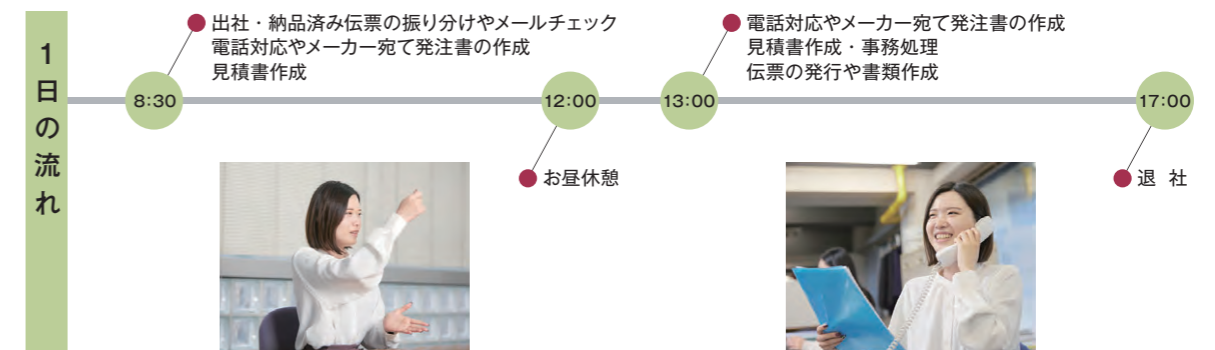 1日の流れ
8:30
出社・納品済み伝票の振り分けやメールチェック
電話対応やメーカー宛て発注書の作成
見積書作成
12:00
お昼休憩
13:00
電話対応やメーカー宛て発注書の作成
見積書作成・事務処理
伝票の発行や書類作成
17:00
退 社